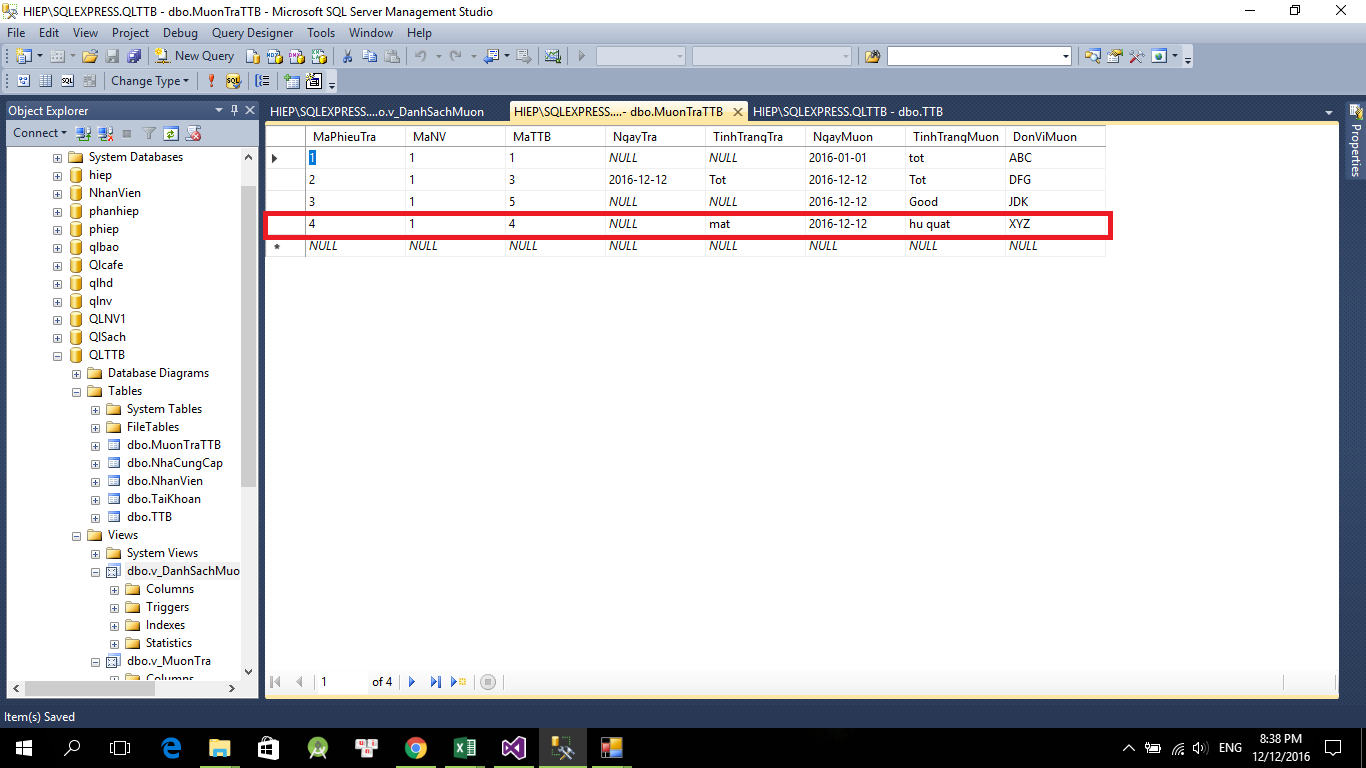 HIEP\SQLEXPRESS.QLTTB - dbo.MuonTraTTB - Microsoft SQL Server Management Studio
File Edit View Project Debug Query Designer Tools Window Help
New Query
Change Type
Object Explorer
HIEP\SQLEXPRESS....o.v_DanhSachMuon HIEP\SQLEXPRESS....- dbo.MuonTraTTB HIEP\SQLEXPRESS.QLTTB - dbo.TTB
Connect
Properties
System Databases
hiep
NhanVien
phanhiep
phiep
qlbao
Qlcafe
qlhd
qlnv
QLNV1
QlSach
QLTTB
Database Diagrams
Tables
System Tables
FileTables
dbo.MuonTraTTB
dbo.NhaCungCap
dbo.NhanVien
dbo.TaiKhoan
dbo.TTB
Views
System Views
dbo.v_DanhSachMuo
Columns
Triggers
Indexes
Statistics
dbo.v_MuonTra
Columns
MaPhieuTra MaNV MaTTB NgayTra TinhTrangTra NgayMuon TinhTrangMuon DonViMuon
1 1 1 NULL NULL 2016-01-01 tot ABC
2 1 3 2016-12-12 Tot 2016-12-12 Tot DFG
3 1 5 NULL NULL 2016-12-12 Good JDK
4 1 4 NULL mat 2016-12-12 hu quat XYZ
NULL NULL NULL NULL NULL NULL NULL NULL
1 of 4
Item(s) Saved
ENG
8:38 PM
12/12/2016